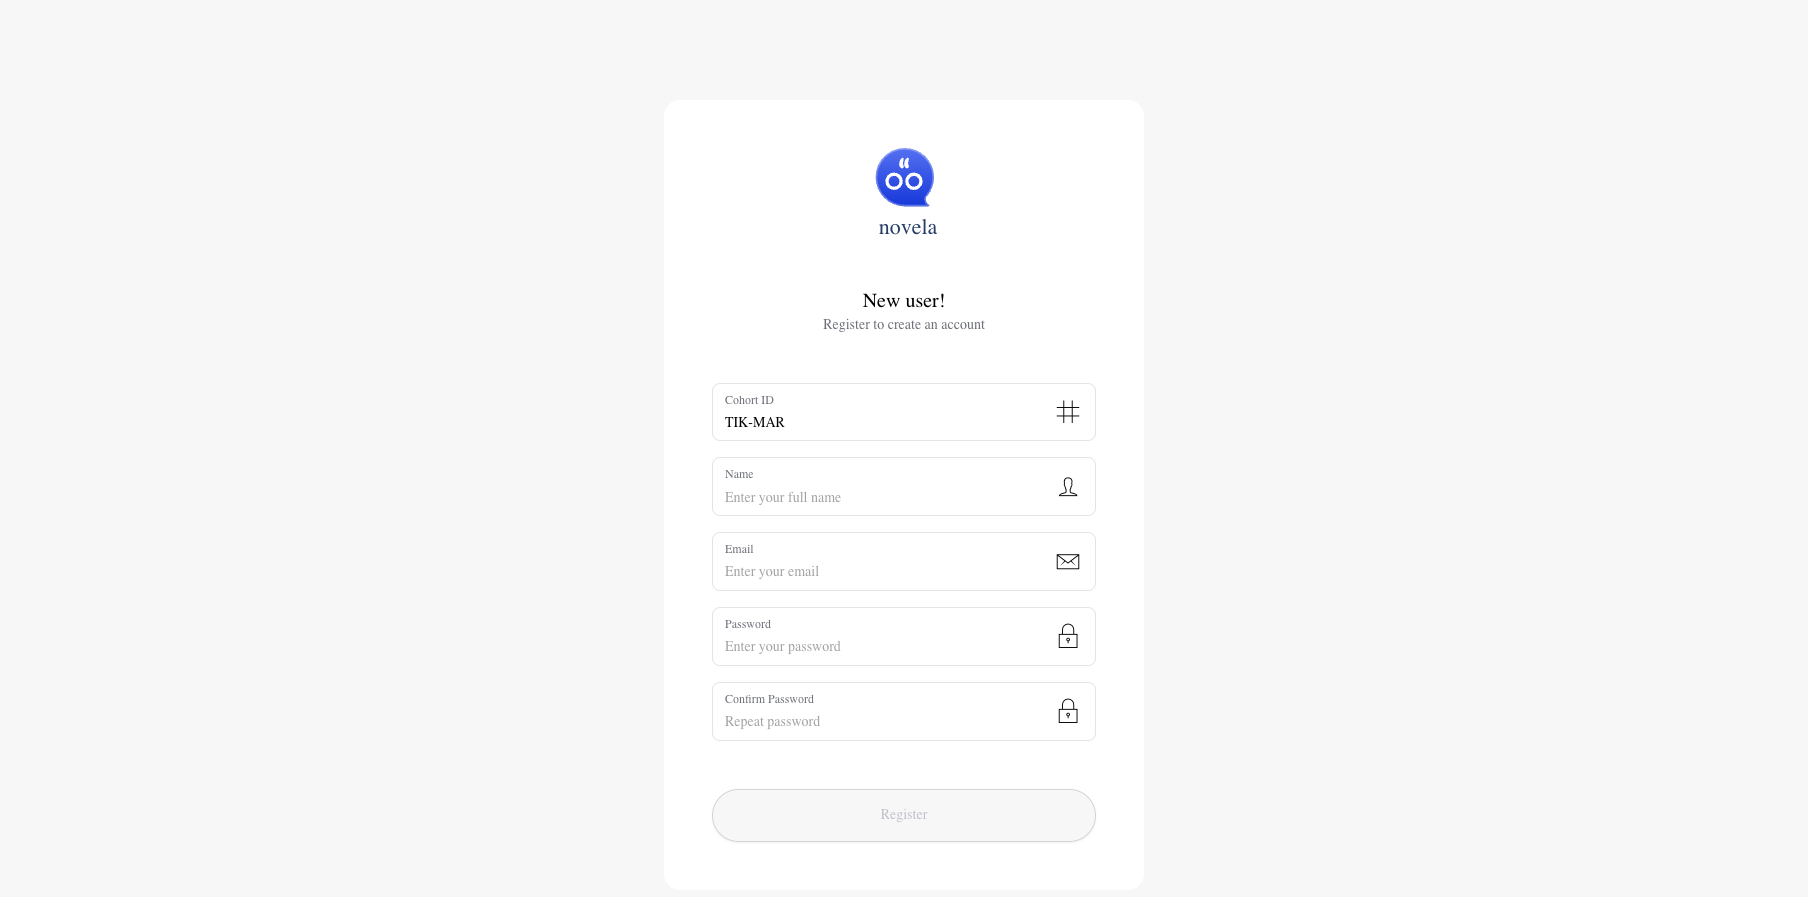 novela
New user!
Register to create an account
Cohort ID
TIK-MAR
Name
Enter your full name
Email
Enter your email
Password
Enter your password
Confirm Password
Repeat password
Register